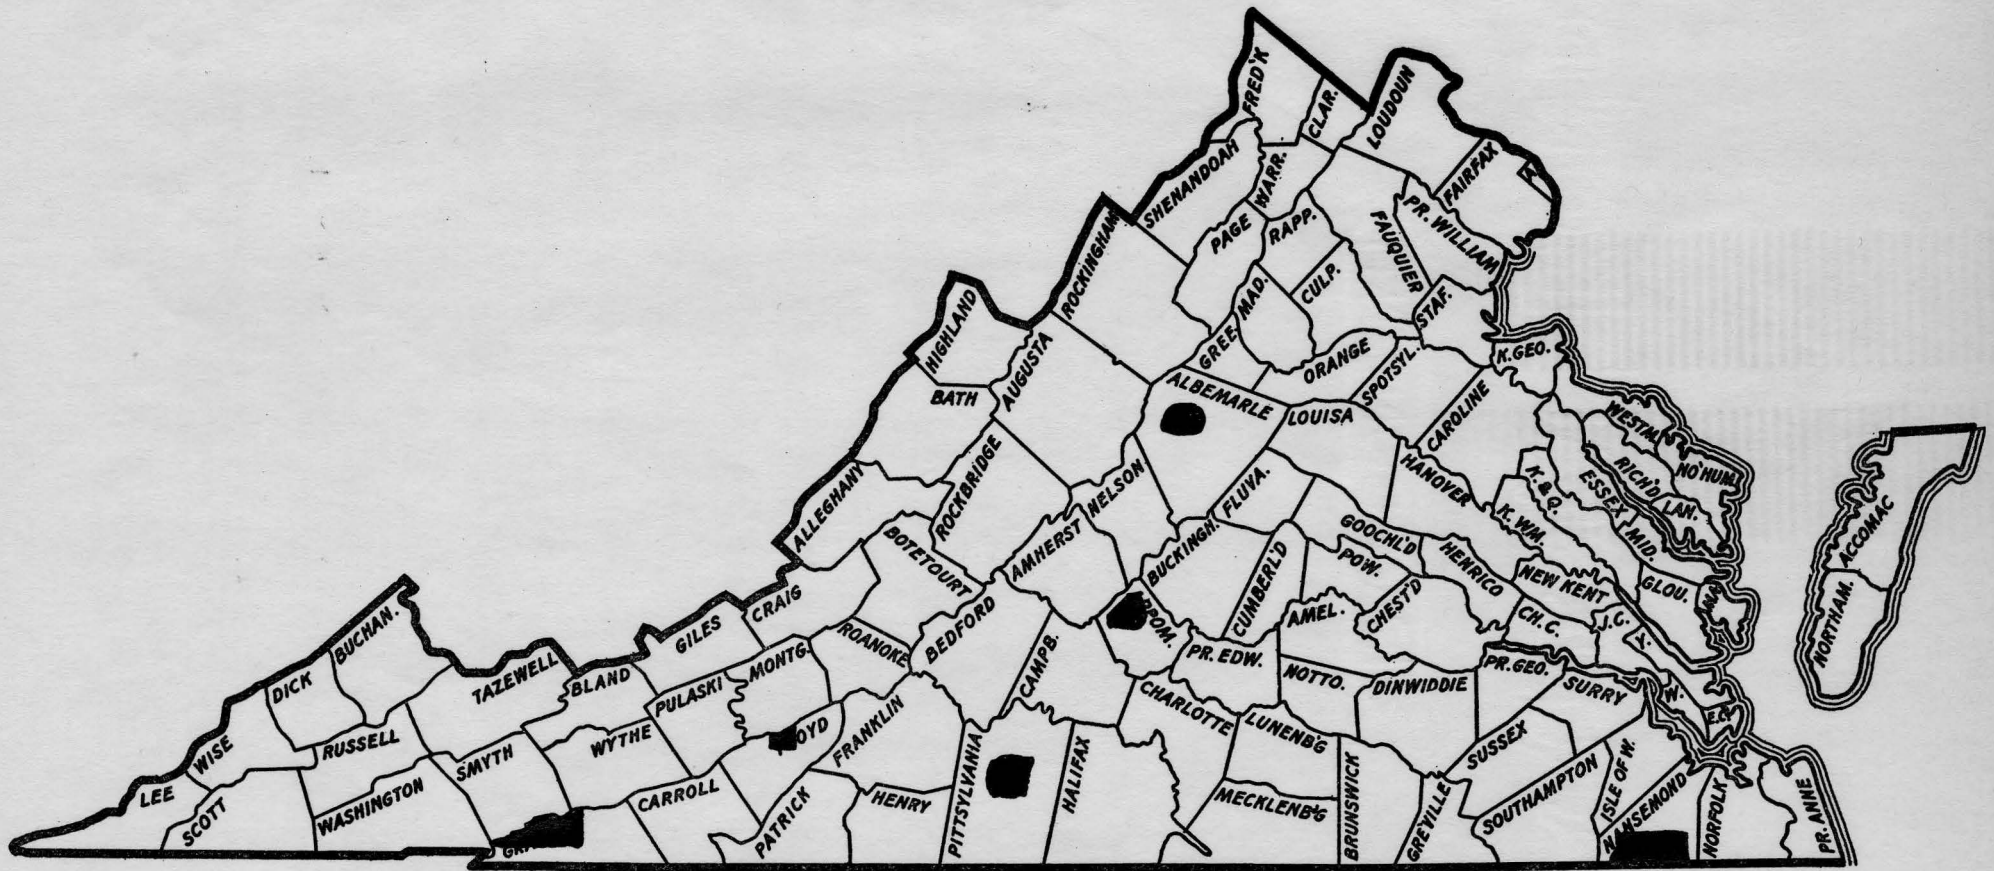 FRED'K
CLAR.
LOUDOUN
FAIRFAX
SHENANDOAH
WARR.
PAGE
RAPP.
FAUQUIER
PR. WILLIAM
ROCKINGHAM
MAD.
CULP.
STAF.
HIGHLAND
GREE.
ORANGE
SPOTSYL.
K. GEO.
AUGUSTA
BATH
ALBEMARLE
LOUISA
CAROLINE
WESTM.
NO'HUM.
RICH'D
LAN.
ESSEX
K. & Q.
HANOVER
K. WM.
MID.
ALLEGHANY
ROCKBRIDGE
NELSON
FLUVA.
GOOCHL'D
HENRICO
NEW KENT
GLOU.
ACCOMAC
NORTHAM.
BOTETOURT
AMHERST
BUCKINGH.
CUMBERL'D
POW.
CHEST'D
AMEL.
CH. C.
J.C.
Y.
W.
E.C.
CRAIG
GILES
ROANOKE
BEDFORD
CAMPB.
PR. EDW.
NOTTO.
DINWIDDIE
PR. GEO.
SURRY
BUCHAN.
DICK
TAZEWELL
BLAND
PULASKI
MONTG.
FRANKLIN
CHARLOTTE
LUNENB'G
SUSSEX
WISE
RUSSELL
SMYTH
WYTHE
OYD
PITTSYLVANIA
HALIFAX
MECKLENB'G
BRUNSWICK
GREVILLE
SOUTHAMPTON
ISLE OF W.
NANSEMOND
NORFOLK
PR. ANNE
LEE
SCOTT
WASHINGTON
CARROLL
PATRICK
HENRY